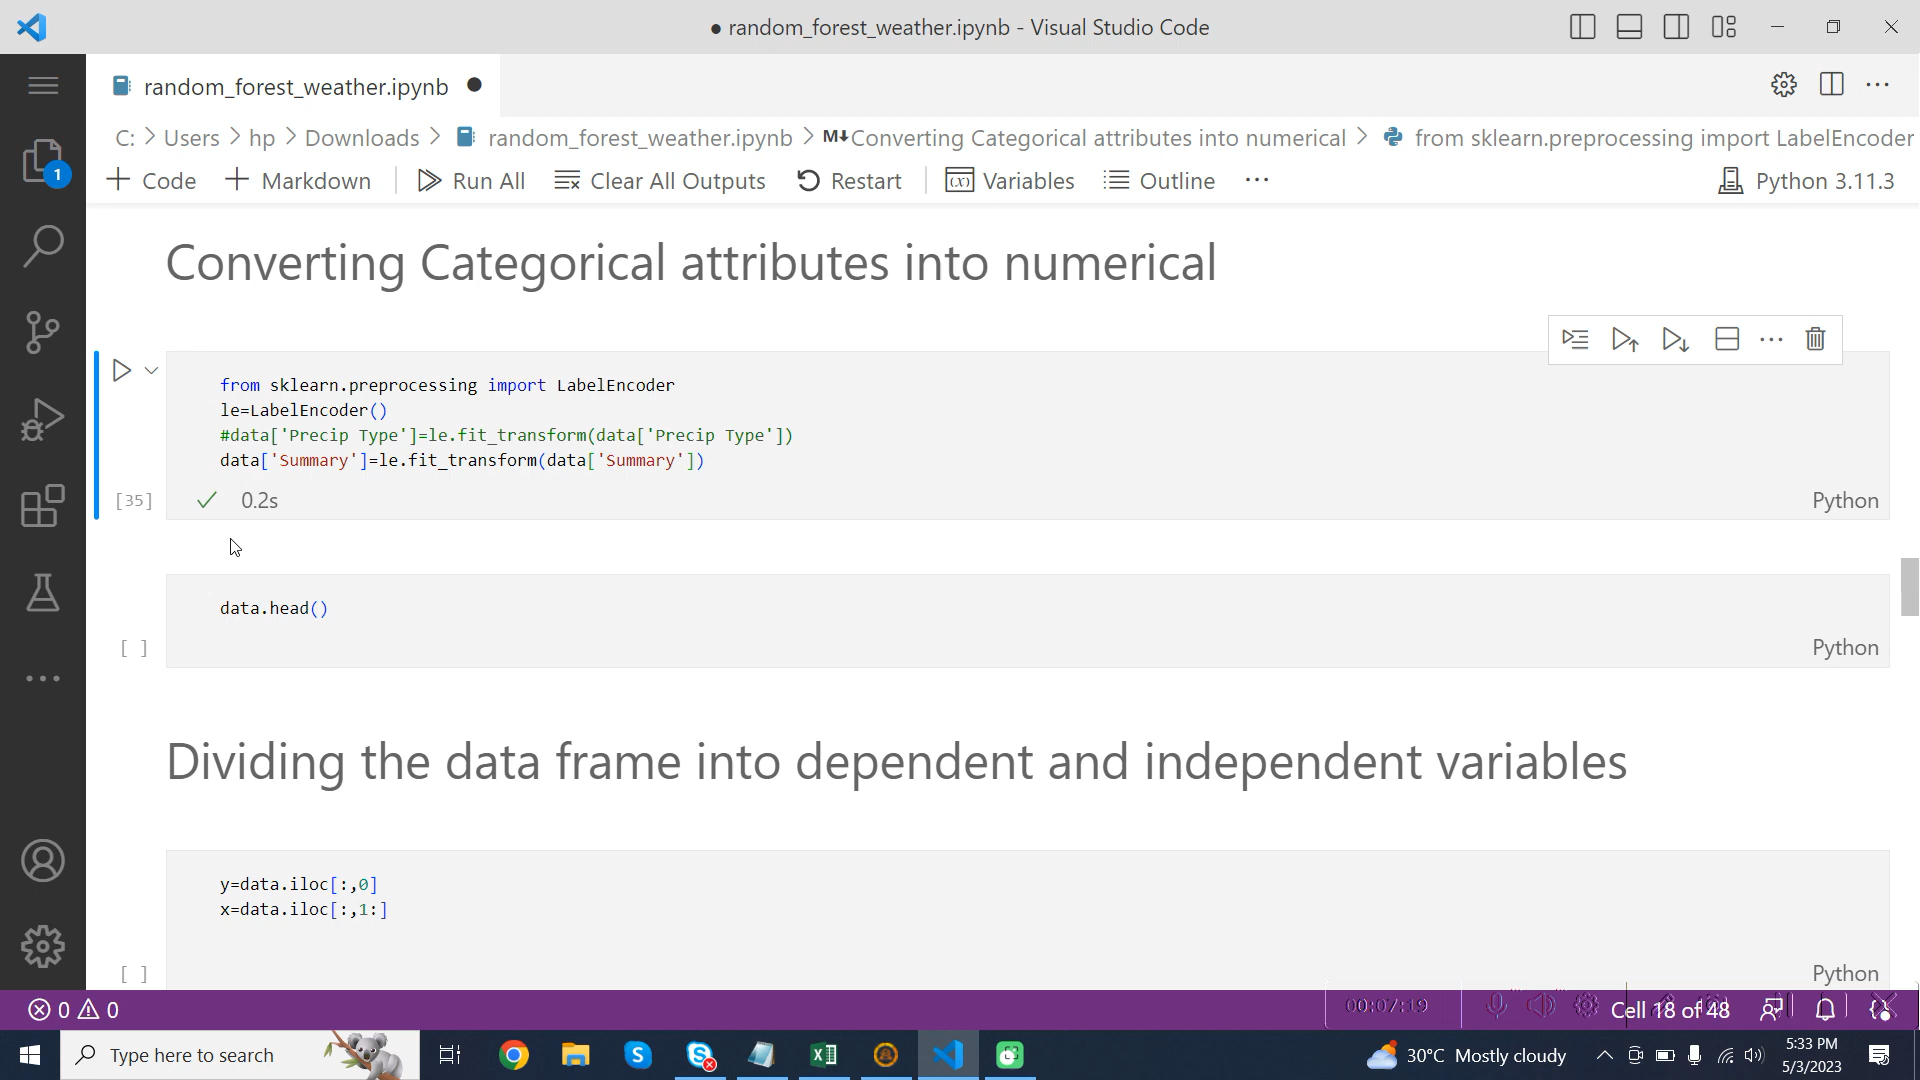 ● random_forest_weather.ipynb - Visual Studio Code
random_forest_weather.ipynb
C: > Users > hp > Downloads > random_forest_weather.ipynb > M↓Converting Categorical attributes into numerical > from sklearn.preprocessing import LabelEncoder
+ Code + Markdown Run All Clear All Outputs Restart (x) Variables Outline ... Python 3.11.3
1
Converting Categorical attributes into numerical
from sklearn.preprocessing import LabelEncoder
le=LabelEncoder()
#data['Precip Type']=le.fit_transform(data['Precip Type'])
data['Summary']=le.fit_transform(data['Summary'])
[35] 0.2s Python
data.head()
[ ] Python
Dividing the data frame into dependent and independent variables
y=data.iloc[:,0]
x=data.iloc[:,1:]
[ ] Python
0 0 00:07:19 Cell 18 of 48
Type here to search 30°C Mostly cloudy 5:33 PM
5/3/2023